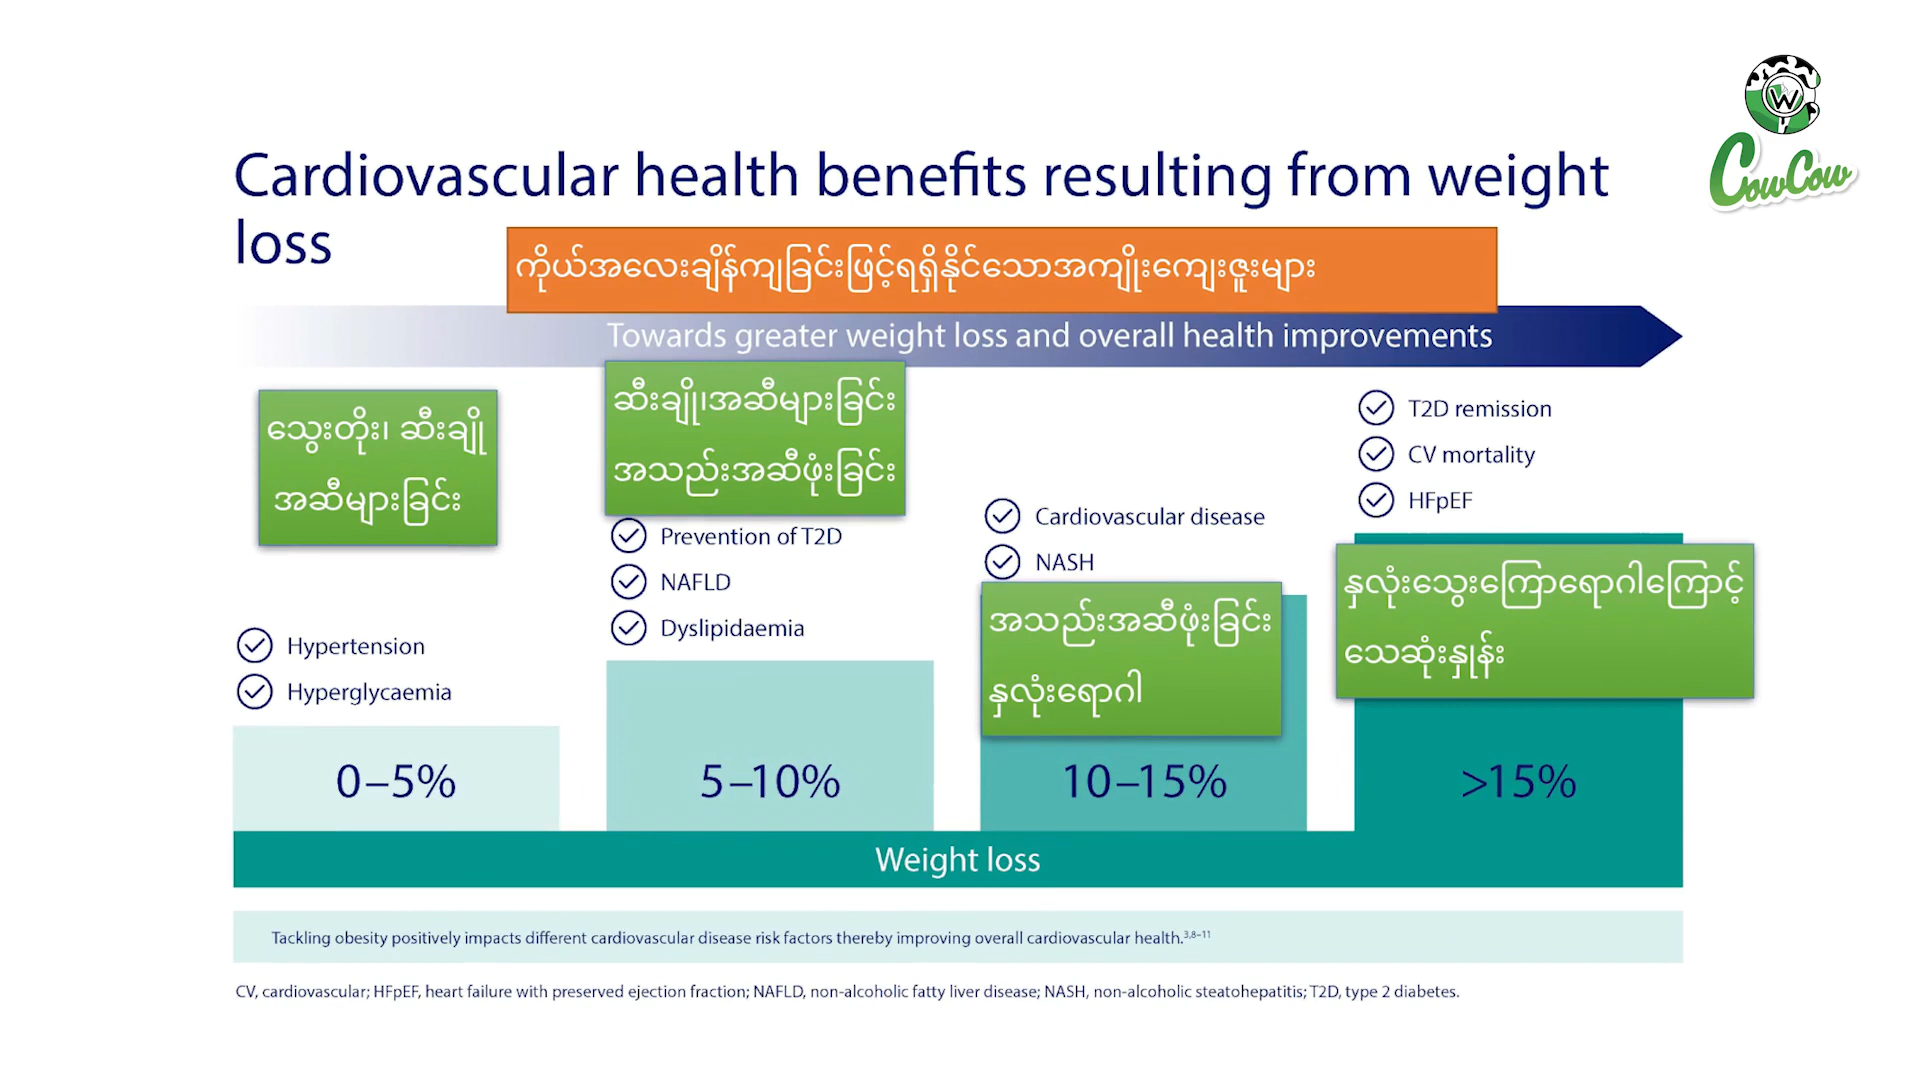 W
CowCow
Cardiovascular health benefits resulting from weight
loss
ကိုယ်အလေးချိန်ကျခြင်းဖြင့်ရရှိနိုင်သောအကျိုးကျေးဇူးများ
Towards greater weight loss and overall health improvements
သွေးတိုး၊ ဆီးချို
အဆီများခြင်း
Hypertension
Hyperglycaemia
0–5%
ဆီးချို၊အဆီများခြင်း
အသည်းအဆီဖုံးခြင်း
Prevention of T2D
NAFLD
Dyslipidaemia
5–10%
Cardiovascular disease
NASH
အသည်းအဆီဖုံးခြင်း
နှလုံးရောဂါ
10–15%
T2D remission
CV mortality
HFpEF
နှလုံးသွေးကြောရောဂါကြောင့်
သေဆုံးနှုန်း
>15%
Weight loss
Tackling obesity positively impacts different cardiovascular disease risk factors thereby improving overall cardiovascular health.3,8–11
CV, cardiovascular; HFpEF, heart failure with preserved ejection fraction; NAFLD, non-alcoholic fatty liver disease; NASH, non-alcoholic steatohepatitis; T2D, type 2 diabetes.